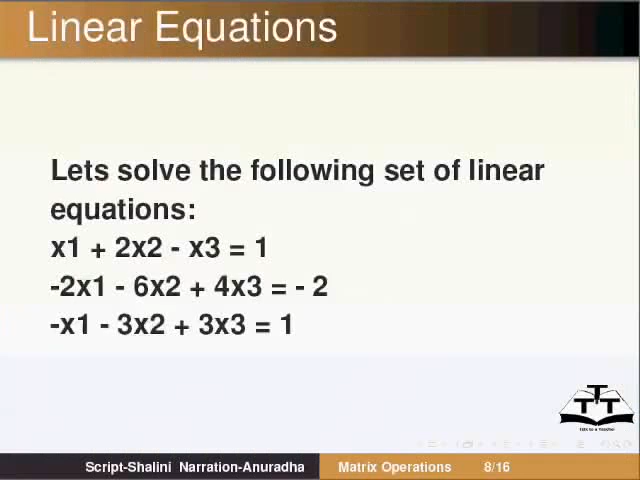 Linear Equations
Lets solve the following set of linear
equations:
x1 + 2x2 - x3 = 1
-2x1 - 6x2 + 4x3 = - 2
-x1 - 3x2 + 3x3 = 1
TTT
Script-Shalini Narration-Anuradha Matrix Operations 8/16